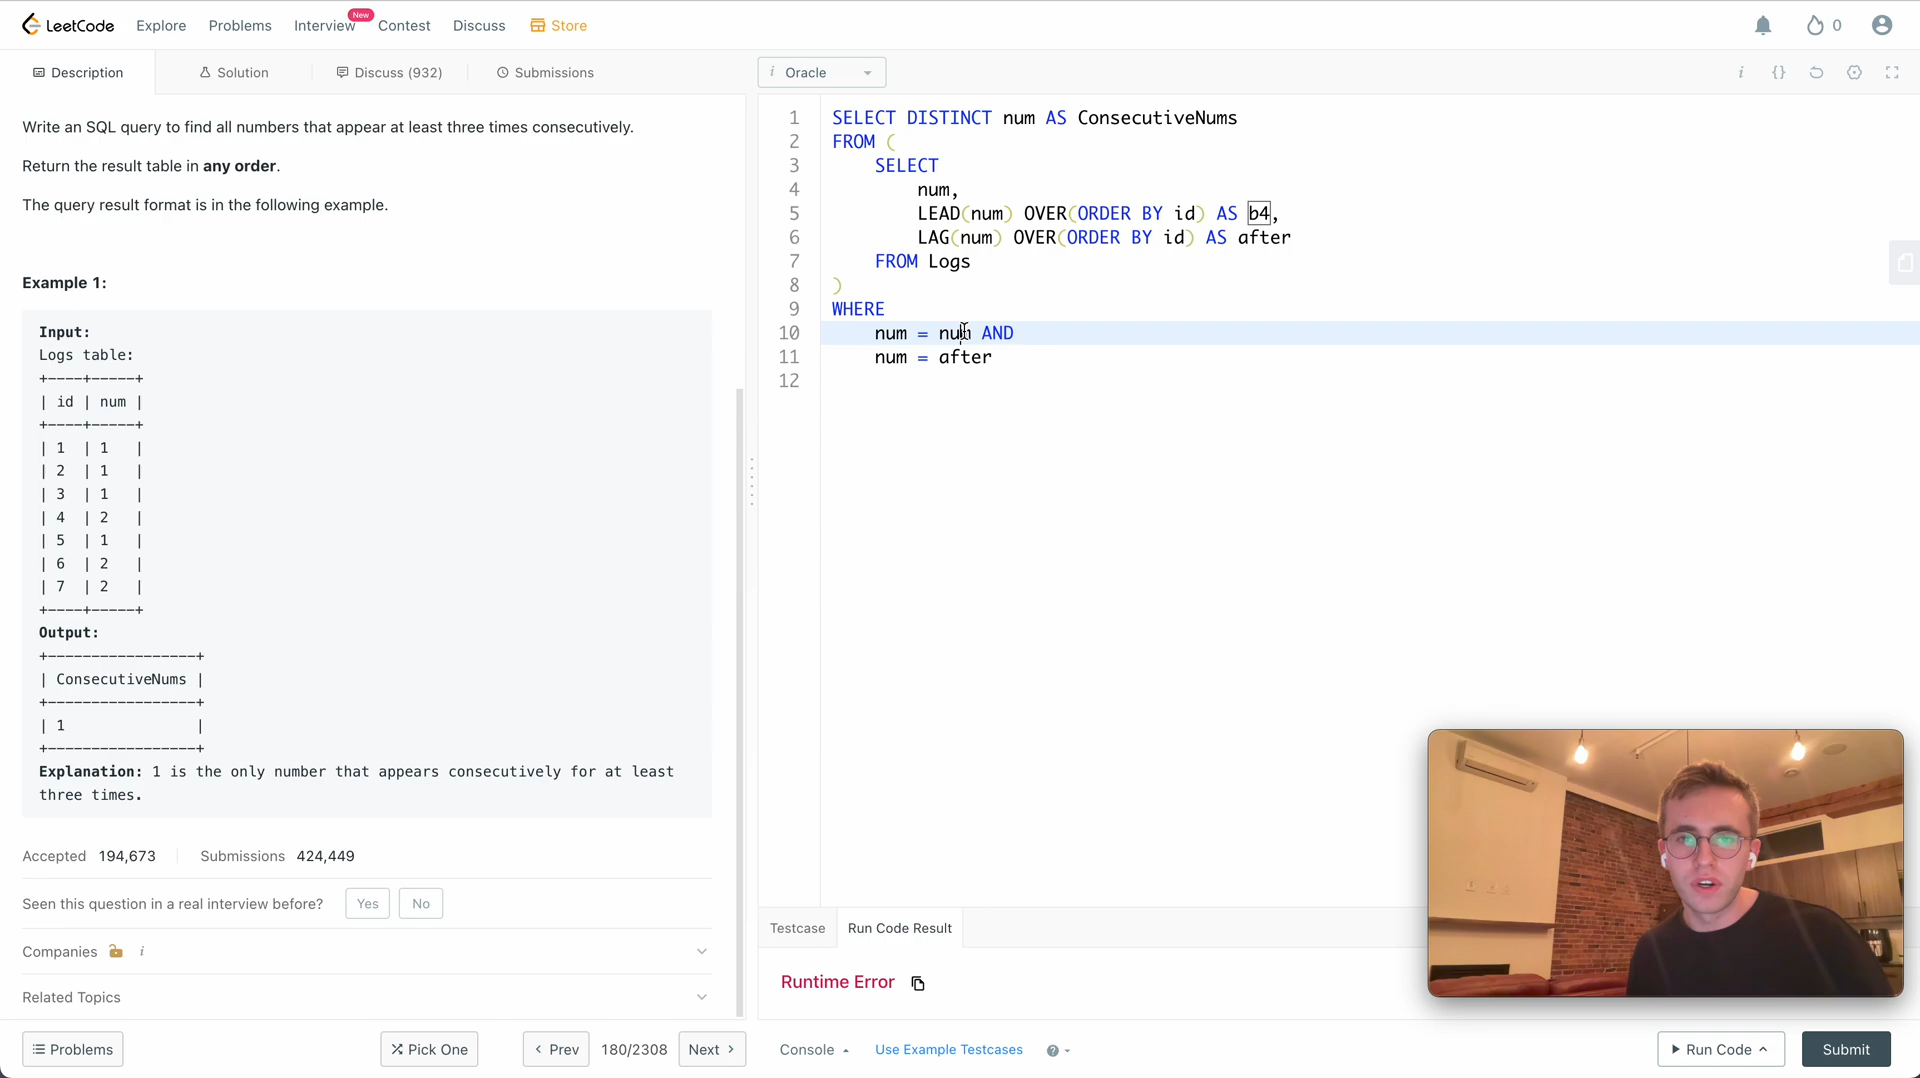 LeetCode Explore Problems Interview New Contest Discuss Store 0
Description Solution Discuss (932) Submissions i Oracle i {}
Write an SQL query to find all numbers that appear at least three times consecutively.
Return the result table in any order.
The query result format is in the following example.
Example 1:
Input:
Logs table:
+----+-----+
| id | num |
+----+-----+
| 1 | 1 |
| 2 | 1 |
| 3 | 1 |
| 4 | 2 |
| 5 | 1 |
| 6 | 2 |
| 7 | 2 |
+----+-----+
Output:
+-----------------+
| ConsecutiveNums |
+-----------------+
| 1 |
+-----------------+
Explanation: 1 is the only number that appears consecutively for at least
three times.
Accepted 194,673 Submissions 424,449
Seen this question in a real interview before? Yes No
Companies i
Related Topics
Problems Pick One < Prev 180/2308 Next >
1 SELECT DISTINCT num AS ConsecutiveNums
2 FROM (
3 SELECT
4 num,
5 LEAD(num) OVER(ORDER BY id) AS b4,
6 LAG(num) OVER(ORDER BY id) AS after
7 FROM Logs
8 )
9 WHERE
10 num = num AND
11 num = after
12
Testcase Run Code Result
Runtime Error
Console Use Example Testcases ? Run Code Submit